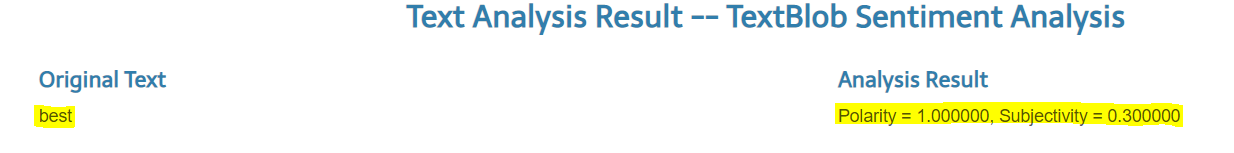 Text Analysis Result -- TextBlob Sentiment Analysis
Original Text
Analysis Result
best
Polarity = 1.000000, Subjectivity = 0.300000